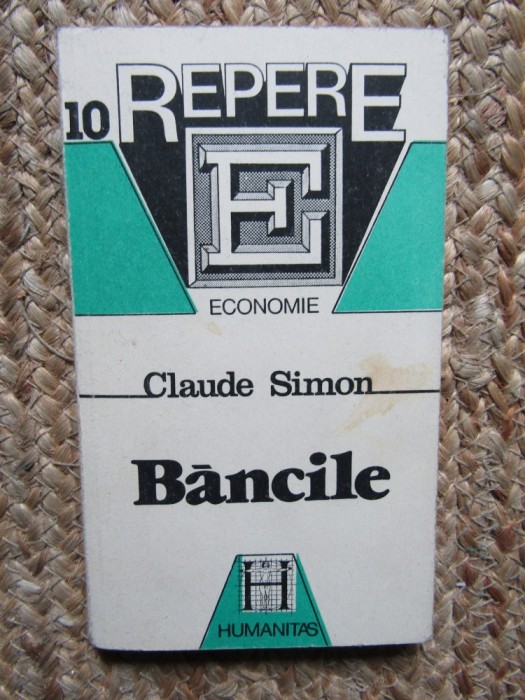 10 REPERE
E
ECONOMIE
Claude Simon
Băncile
H
HUMANITAS